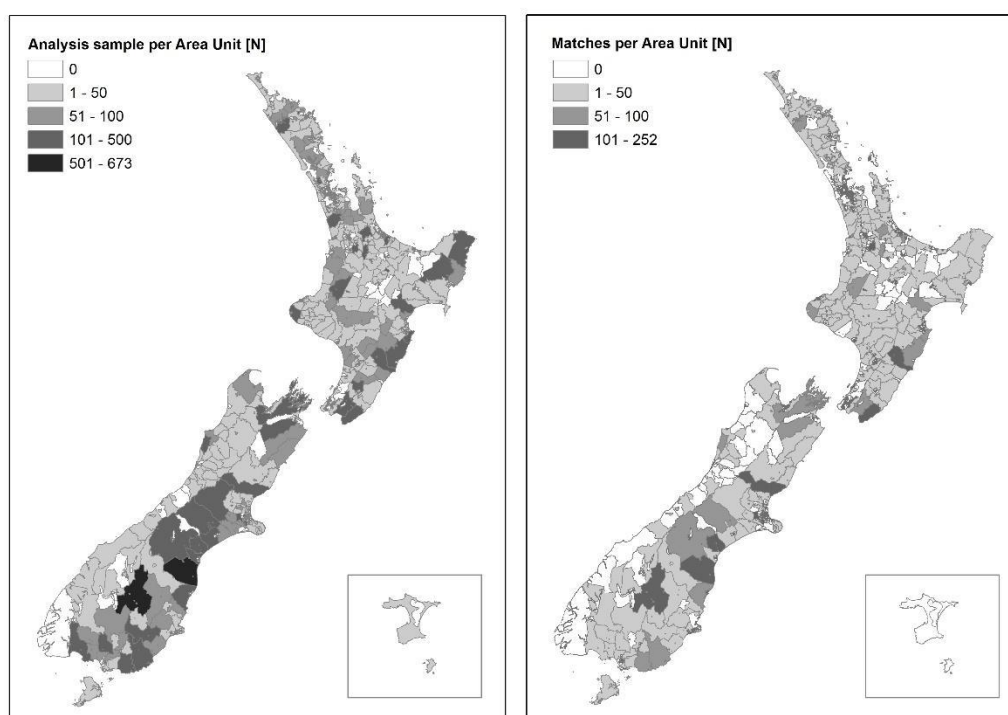 Analysis sample per Area Unit [N]
0
1 - 50
51 - 100
101 - 500
501 - 673
Matches per Area Unit [N]
0
1 - 50
51 - 100
101 - 252